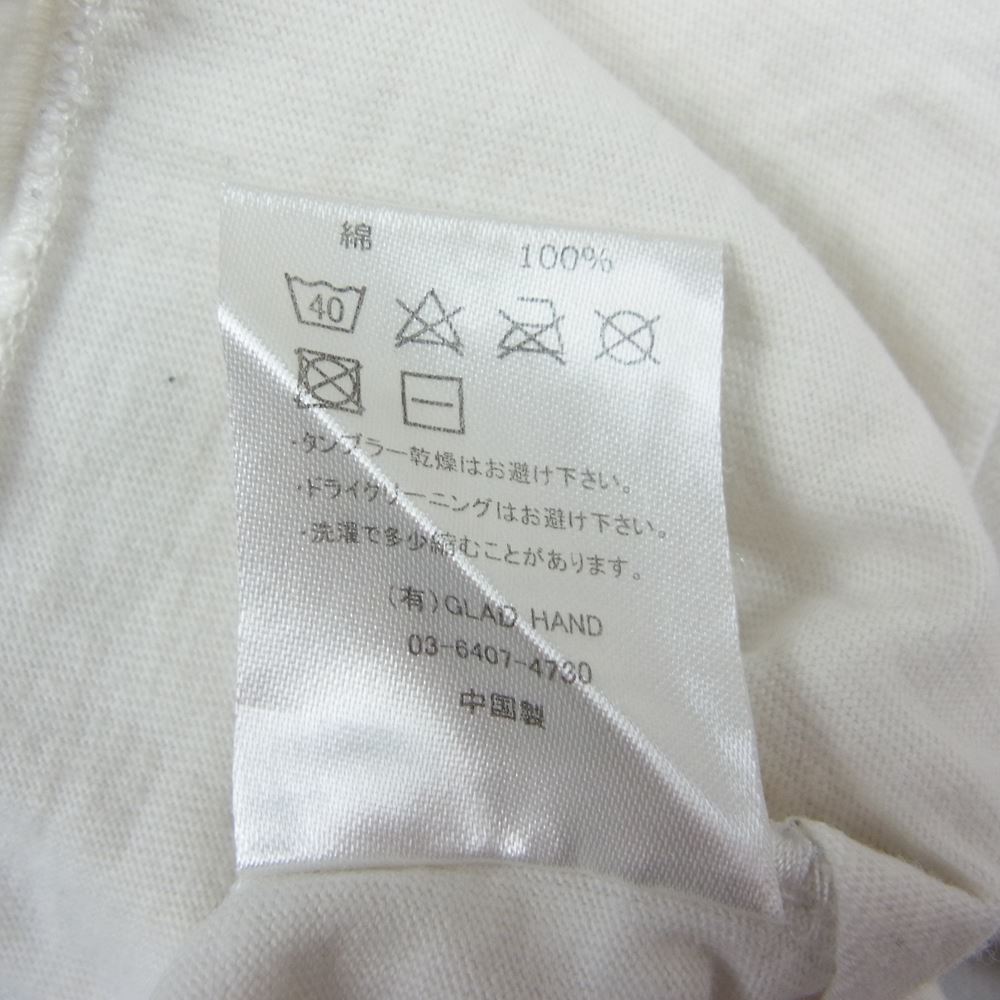 綿 100%
40
・タンブラー乾燥はお避け下さい。
・ドライクリーニングはお避け下さい。
・洗濯で多少縮むことがあります。
(有)GLAD HAND
03-6407-4730
中国製